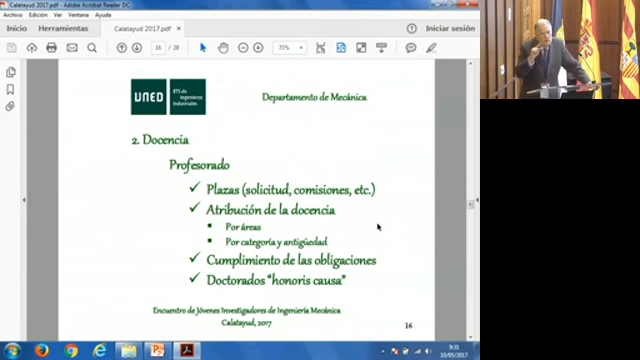 Calatayud 2017.pdf - Adobe Acrobat Reader DC
Archivo Edición Ver Ventana Ayuda
Inicio Herramientas Calatayud 2017.pdf × Iniciar sesión
16 / 29 73%
UNED ETS de Ingenieros Industriales
Departamento de Mecánica
2. Docencia
Profesorado
✓ Plazas (solicitud, comisiones, etc.)
✓ Atribución de la docencia
▪ Por áreas
▪ Por categoría y antigüedad
✓ Cumplimiento de las obligaciones
✓ Doctorados "honoris causa"
Encuentro de Jóvenes Investigadores de Ingeniería Mecánica
Calatayud, 2017
16
9:31
10/05/2017